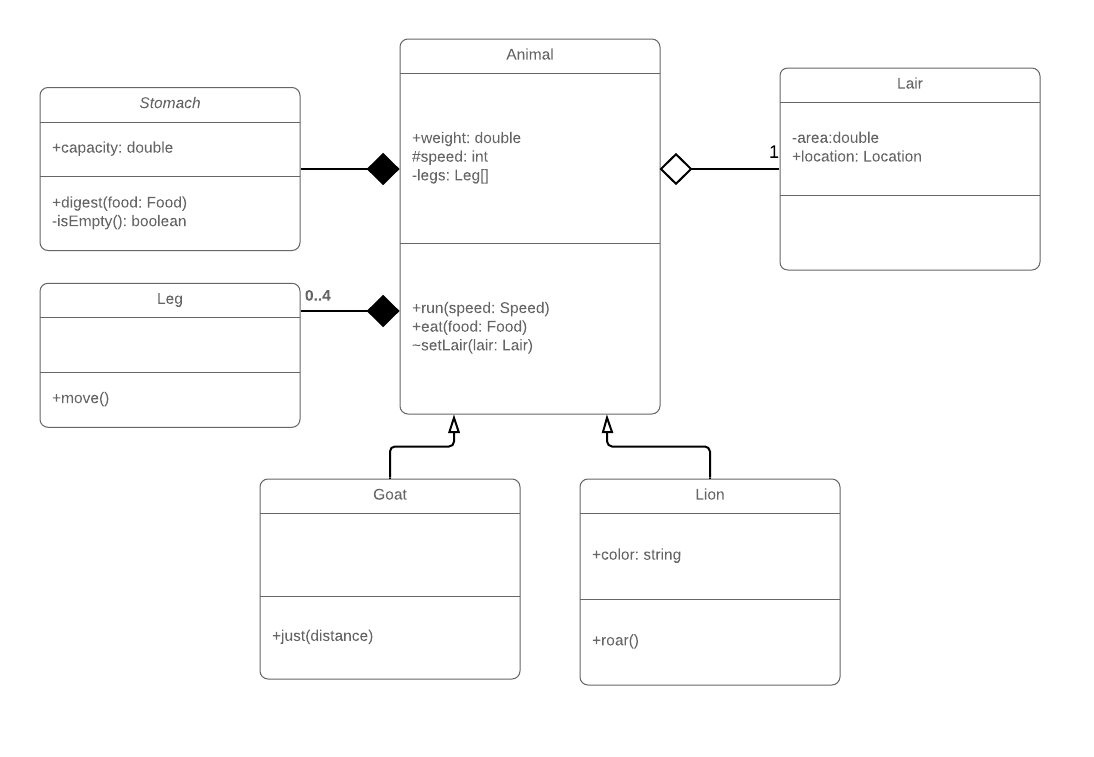 Animal
+weight: double
#speed: int
-legs: Leg[]
+run(speed: Speed)
+eat(food: Food)
~setLair(lair: Lair)
Stomach
+capacity: double
+digest(food: Food)
-isEmpty(): boolean
Leg
0..4
+move()
Lair
1
-area:double
+location: Location
Goat
+just(distance)
Lion
+color: string
+roar()